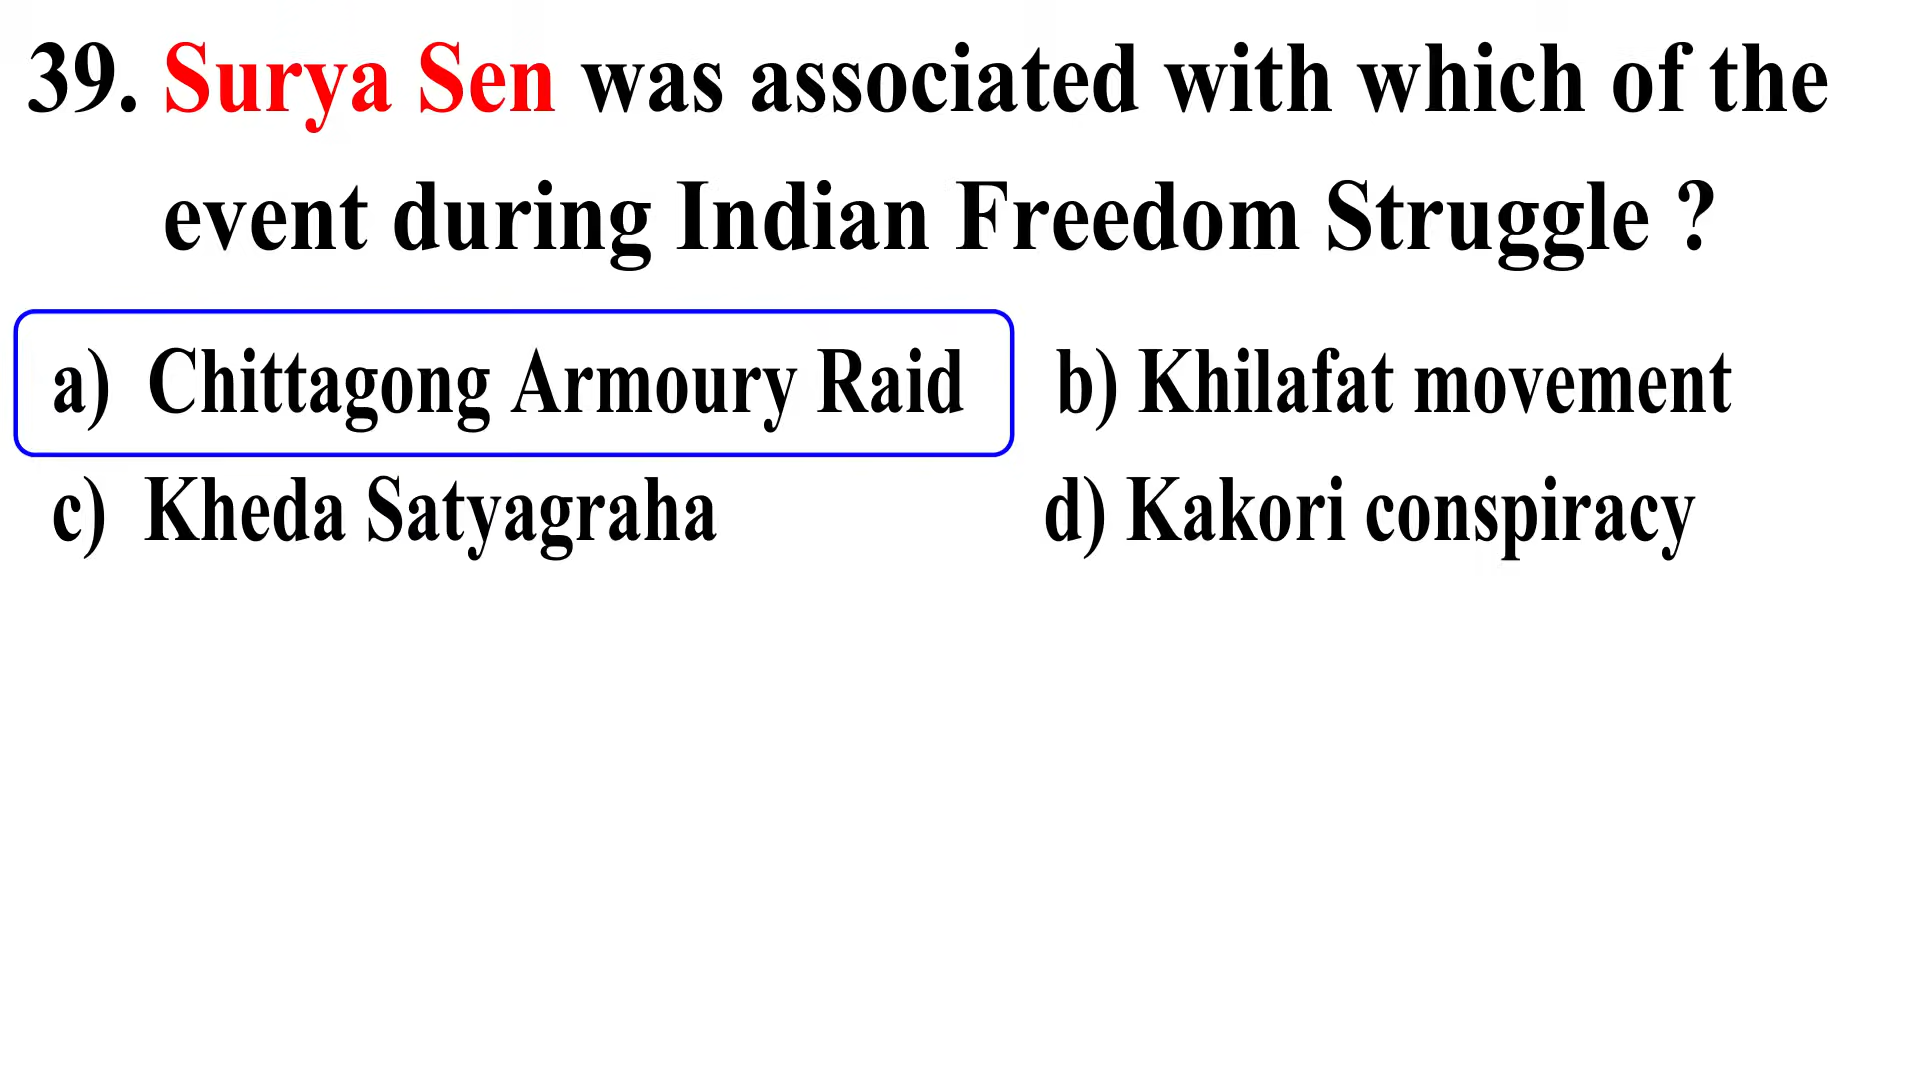 39. Surya Sen was associated with which of the
event during Indian Freedom Struggle ?
a) Chittagong Armoury Raid b) Khilafat movement
c) Kheda Satyagraha d) Kakori conspiracy